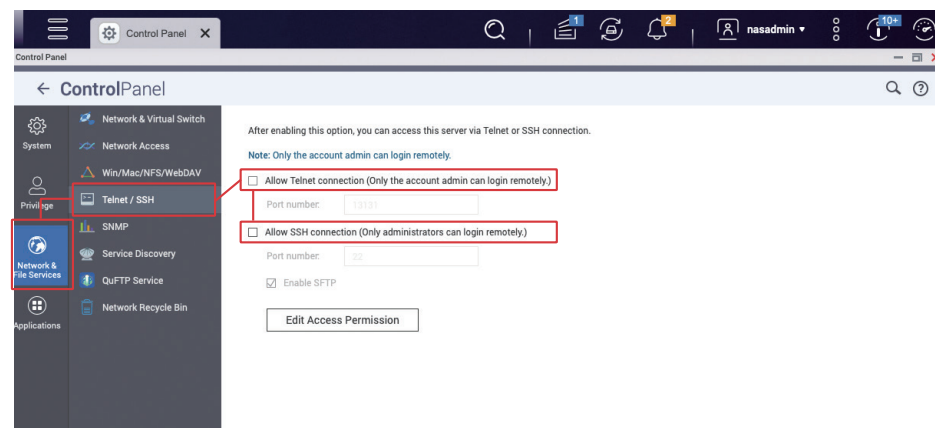 Control Panel
1
2
nasadmin
10+
Control Panel
ControlPanel
System
Privilege
Network &
File Services
Applications
Network & Virtual Switch
Network Access
Win/Mac/NFS/WebDAV
Telnet / SSH
SNMP
Service Discovery
QuFTP Service
Network Recycle Bin
After enabling this option, you can access this server via Telnet or SSH connection.
Note: Only the account admin can login remotely.
Allow Telnet connection (Only the account admin can login remotely.)
Port number: 13131
Allow SSH connection (Only administrators can login remotely.)
Port number: 22
Enable SFTP
Edit Access Permission